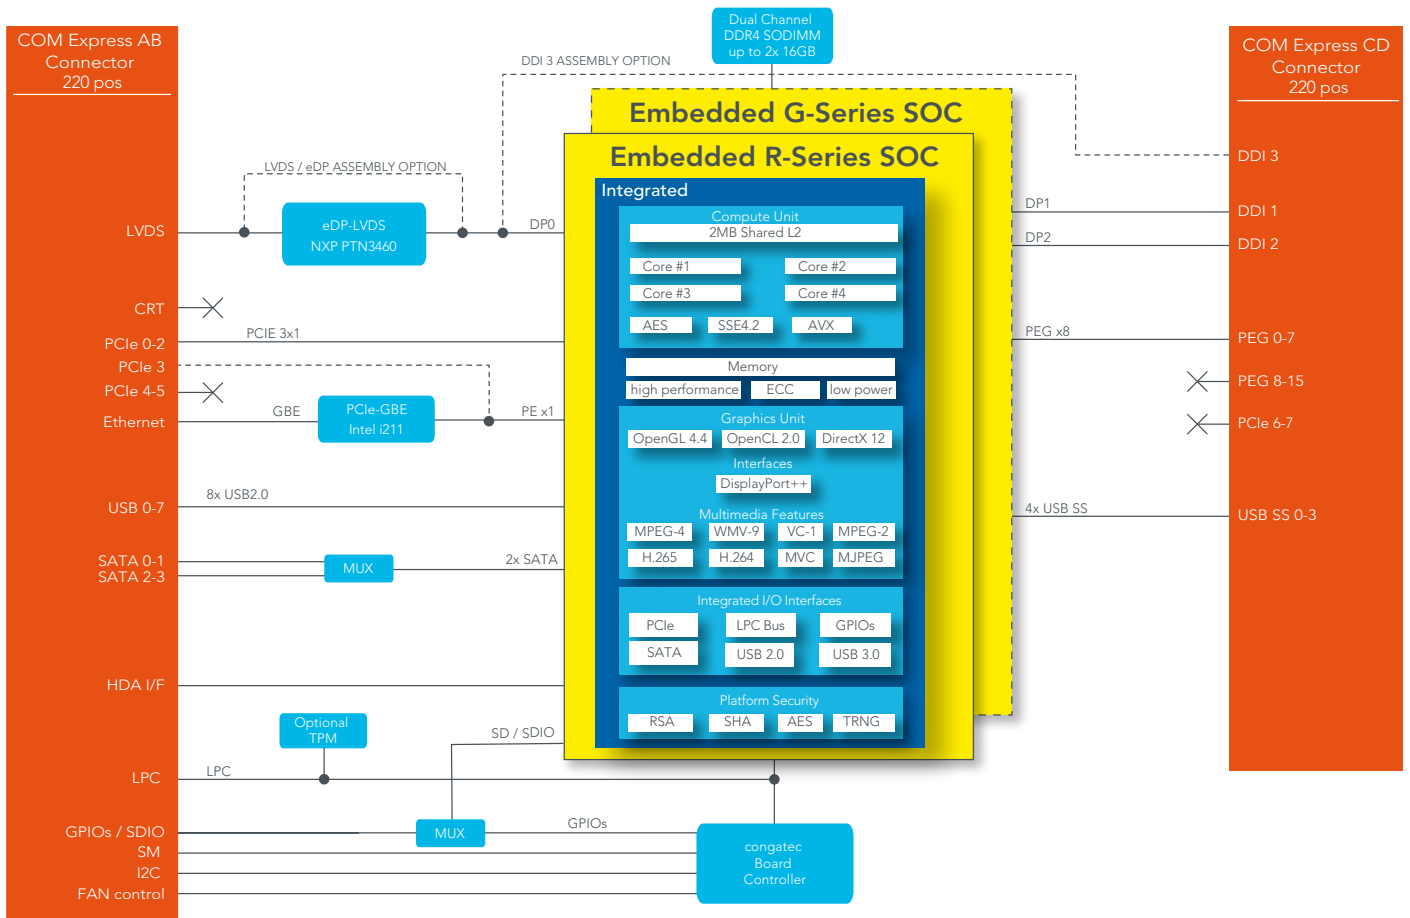 COM Express AB
Connector
220 pos
LVDS
CRT
PCIe 0-2
PCIe 3
PCIe 4-5
Ethernet
USB 0-7
SATA 0-1
SATA 2-3
HDA I/F
LPC
GPIOs / SDIO
SM
I2C
FAN control
LVDS / eDP ASSEMBLY OPTION
eDP-LVDS
NXP PTN3460
DDI 3 ASSEMBLY OPTION
DP0
PCIE 3x1
GBE
PCIe-GBE
Intel i211
PE x1
8x USB2.0
MUX
2x SATA
Optional
TPM
SD / SDIO
LPC
MUX
GPIOs
congatec
Board
Controller
Dual Channel
DDR4 SODIMM
up to 2x 16GB
Embedded G-Series SOC
Embedded R-Series SOC
Integrated
Compute Unit
2MB Shared L2
Core #1 Core #2
Core #3 Core #4
AES SSE4.2 AVX
Memory
high performance ECC low power
Graphics Unit
OpenGL 4.4 OpenCL 2.0 DirectX 12
Interfaces
DisplayPort++
Multimedia Features
MPEG-4 WMV-9 VC-1 MPEG-2
H.265 H.264 MVC MJPEG
Integrated I/O Interfaces
PCIe LPC Bus GPIOs
SATA USB 2.0 USB 3.0
Platform Security
RSA SHA AES TRNG
DP1
DP2
PEG x8
4x USB SS
COM Express CD
Connector
220 pos
DDI 3
DDI 1
DDI 2
PEG 0-7
PEG 8-15
PCIe 6-7
USB SS 0-3